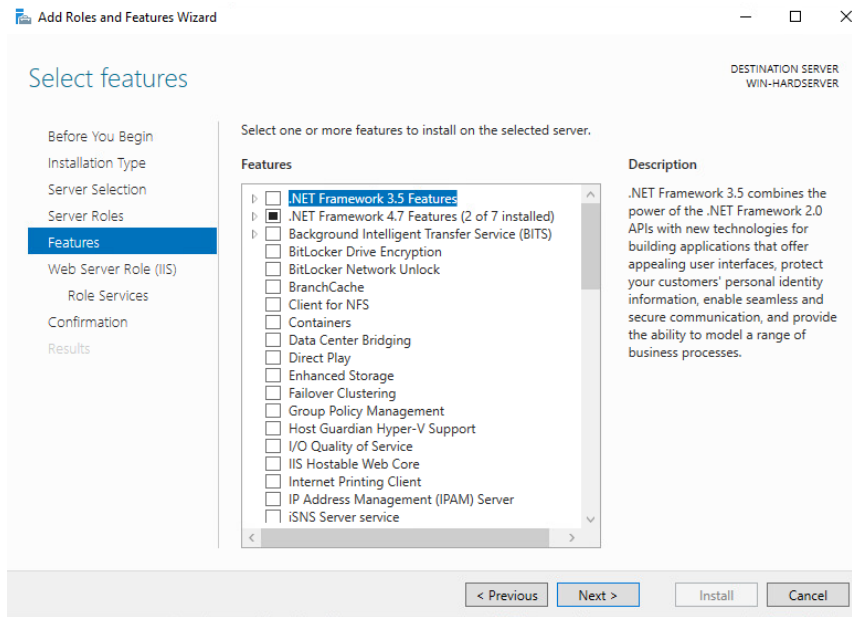 Add Roles and Features Wizard
Select features
DESTINATION SERVER
WIN-HARDSERVER
Before You Begin
Installation Type
Server Selection
Server Roles
Features
Web Server Role (IIS)
Role Services
Confirmation
Results
Select one or more features to install on the selected server.
Features
.NET Framework 3.5 Features
.NET Framework 4.7 Features (2 of 7 installed)
Background Intelligent Transfer Service (BITS)
BitLocker Drive Encryption
BitLocker Network Unlock
BranchCache
Client for NFS
Containers
Data Center Bridging
Direct Play
Enhanced Storage
Failover Clustering
Group Policy Management
Host Guardian Hyper-V Support
I/O Quality of Service
IIS Hostable Web Core
Internet Printing Client
IP Address Management (IPAM) Server
iSNS Server service
Description
.NET Framework 3.5 combines the
power of the .NET Framework 2.0
APIs with new technologies for
building applications that offer
appealing user interfaces, protect
your customers' personal identity
information, enable seamless and
secure communication, and provide
the ability to model a range of
business processes.
< Previous
Next >
Install
Cancel